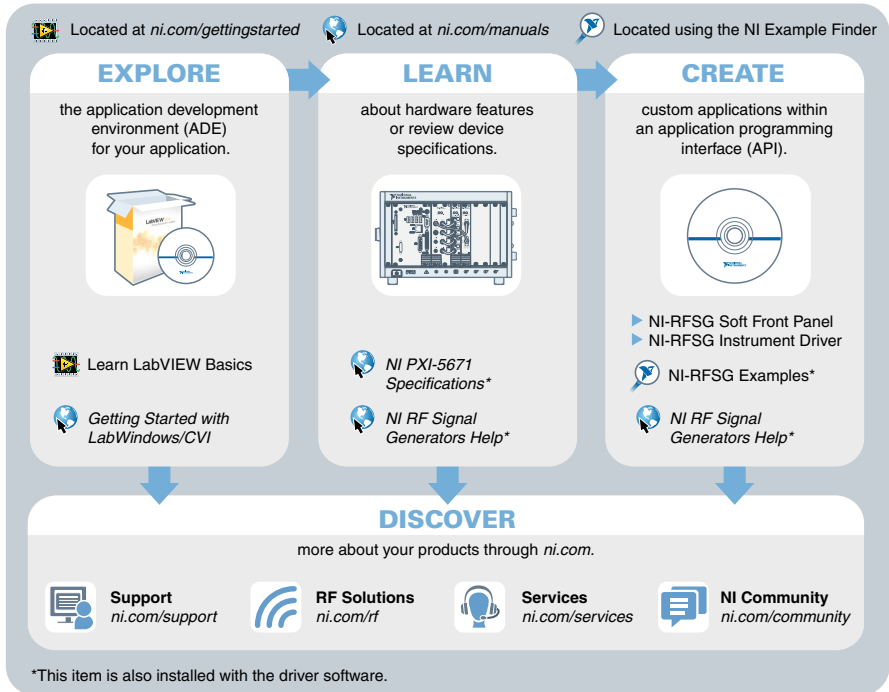 Located at ni.com/gettingstarted
Located at ni.com/manuals
Located using the NI Example Finder
EXPLORE
the application development
environment (ADE)
for your application.
LabVIEW
Learn LabVIEW Basics
Getting Started with
LabWindows/CVI
LEARN
about hardware features
or review device
specifications.
NI PXI-5671
Specifications*
NI RF Signal
Generators Help*
CREATE
custom applications within
an application programming
interface (API).
NI-RFSG Soft Front Panel
NI-RFSG Instrument Driver
NI-RFSG Examples*
NI RF Signal
Generators Help*
DISCOVER
more about your products through ni.com.
Support
ni.com/support
RF Solutions
ni.com/rf
Services
ni.com/services
NI Community
ni.com/community
*This item is also installed with the driver software.